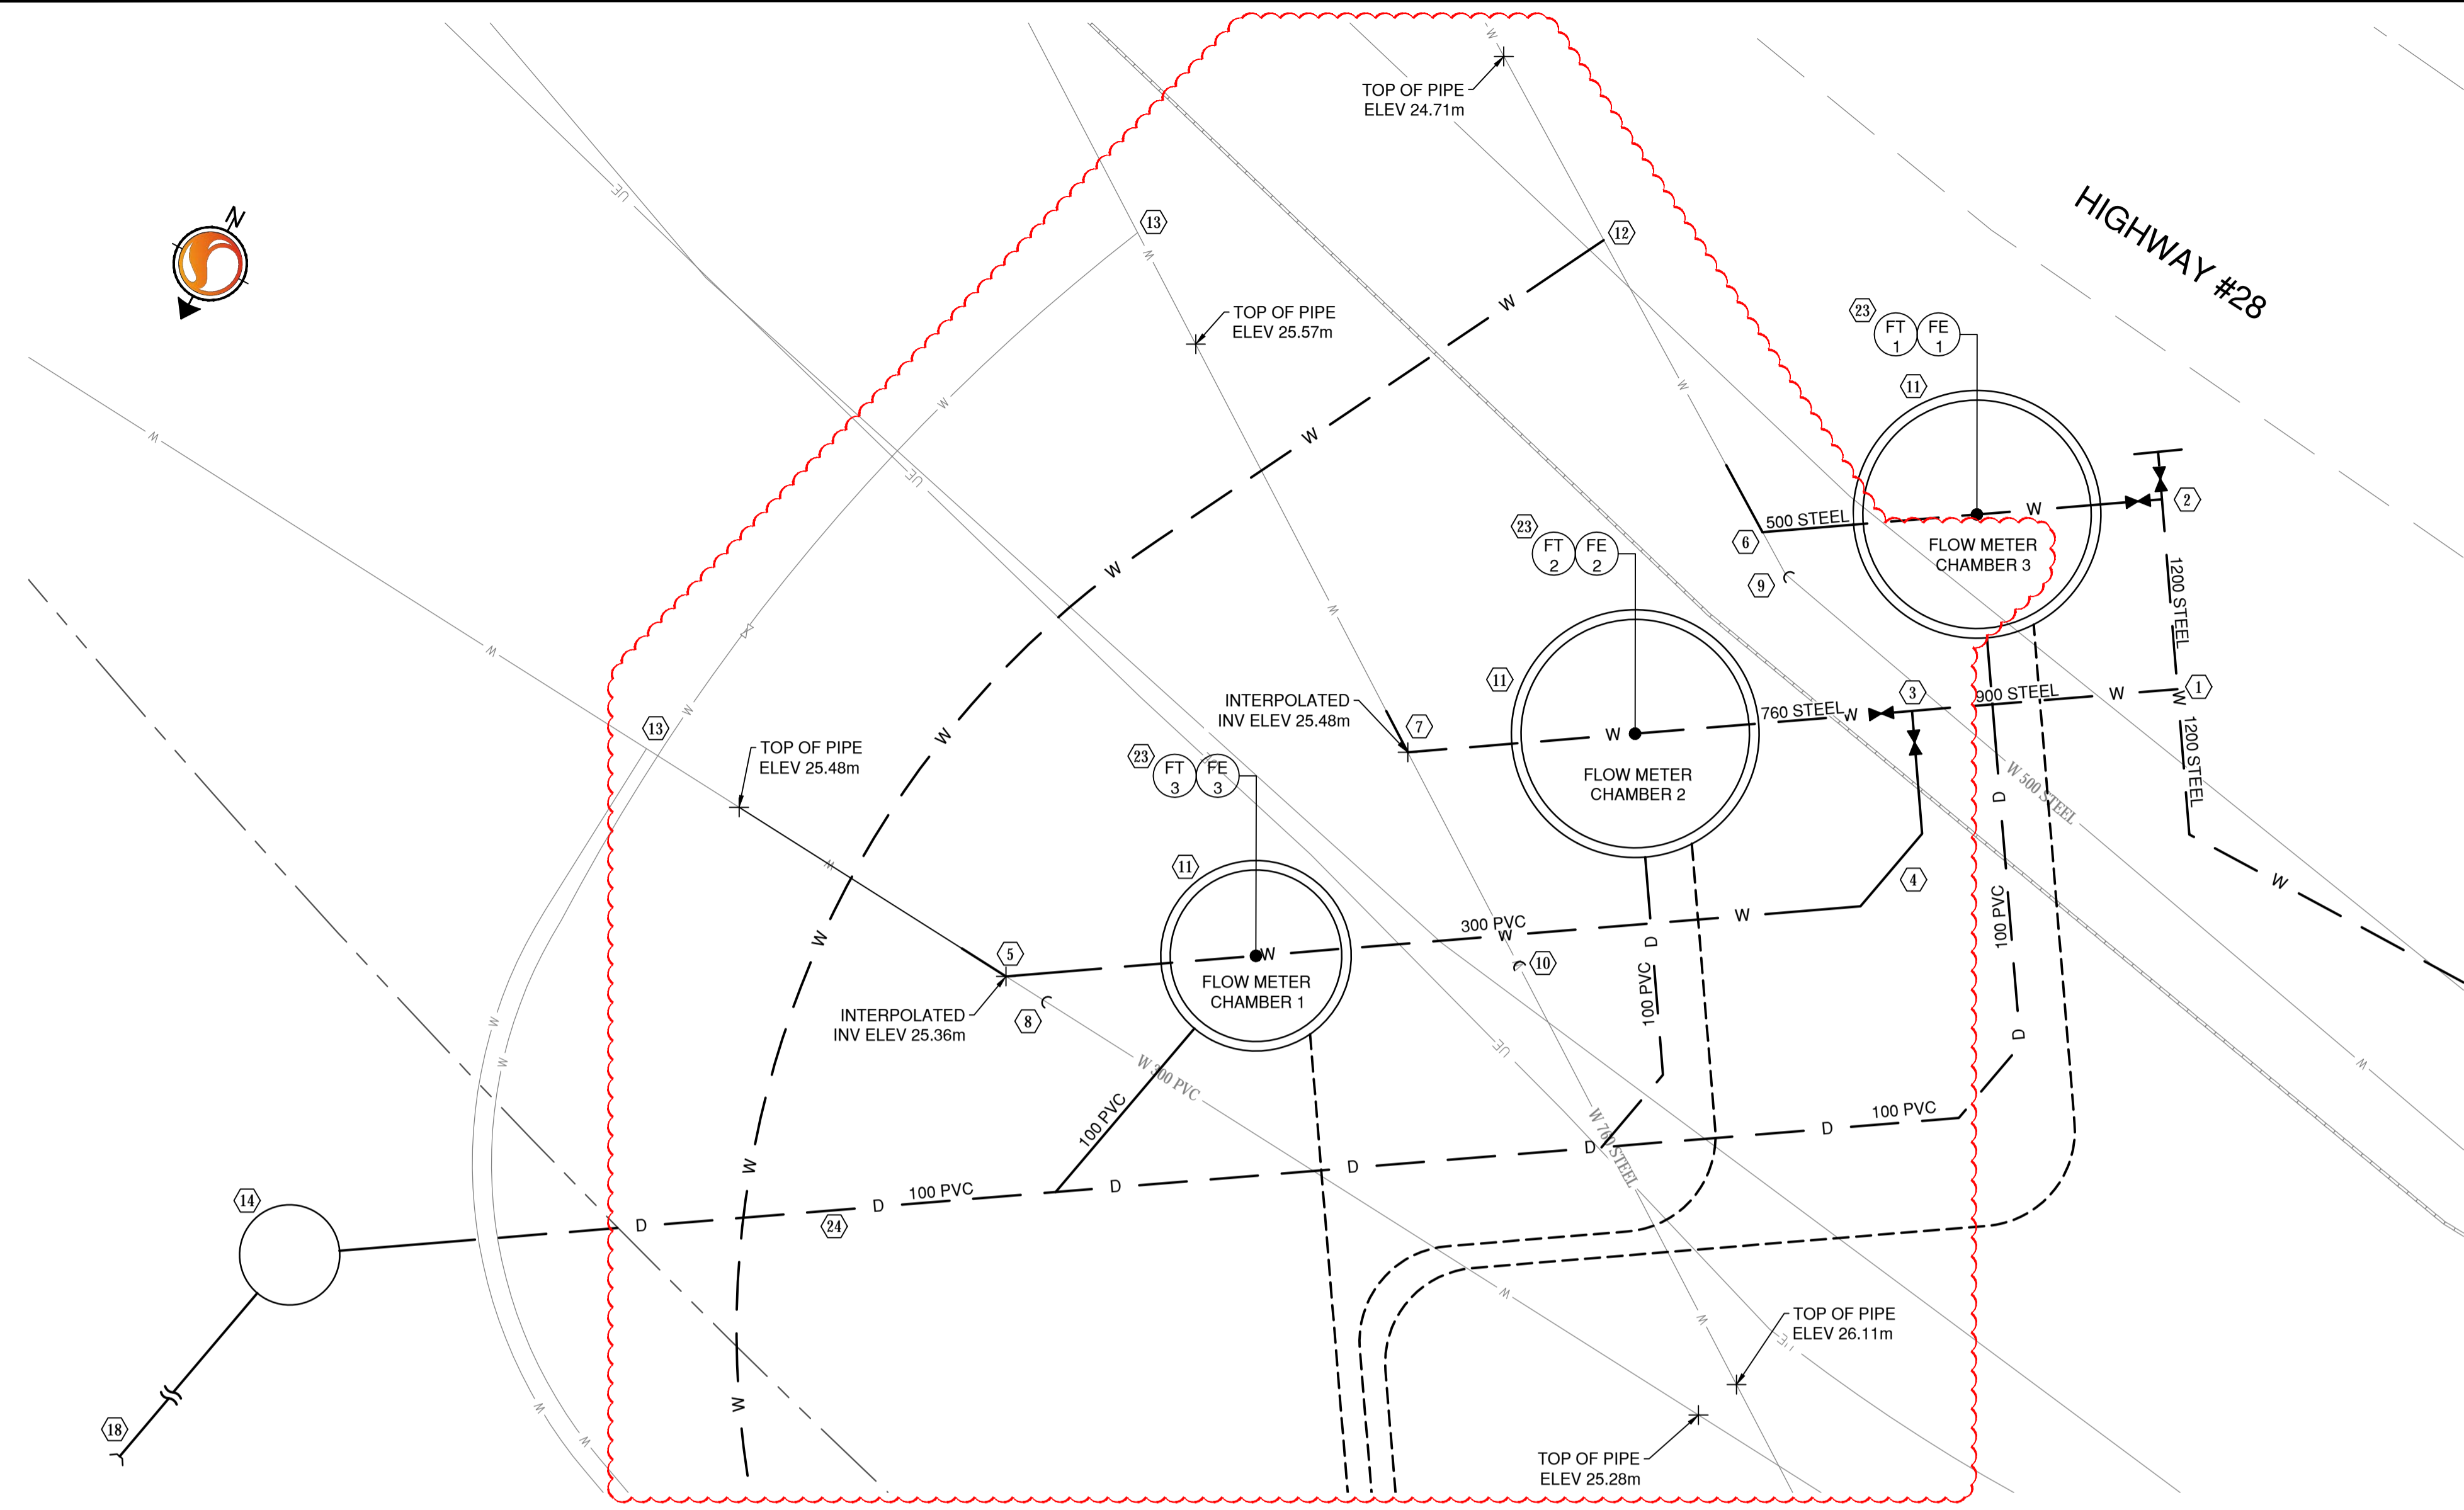 W
TOP OF PIPE
ELEV 24.71m
UE
N
HIGHWAY #28
13
W
12
W
W
TOP OF PIPE
ELEV 25.57m
23
FT
1
FE
1
11
W
W
W
W
UE
W
2
23
FT
2
FE
2
500 STEEL
6
FLOW METER
CHAMBER 3
9
1200 STEEL
W
W
W
W
11
INTERPOLATED
INV ELEV 25.48m
7
W
FLOW METER
CHAMBER 2
760 STEEL
W
3
900 STEEL
W
1
W
1200 STEEL
13
W
W
TOP OF PIPE
ELEV 25.48m
23
FT
3
FE
3
W 500 STEEL
D
W
11
4
W
W
5
W
FLOW METER
CHAMBER 1
300 PVC
W
W
10
D
100 PVC
100 PVC
D
INTERPOLATED
INV ELEV 25.36m
8
W 300 PVC
UE
W
W
W
100 PVC
W 760 STEEL
100 PVC
D
D
D
D
W
14
D
24
D
100 PVC
W
W
TOP OF PIPE
ELEV 26.11m
UE
18
W
W
W
TOP OF PIPE
ELEV 25.28m